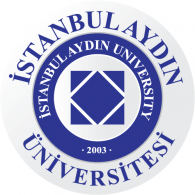 İSTANBUL AYDIN
ÜNİVERSİTESİ
İSTANBUL AYDIN UNIVERSITY
· 2003 ·